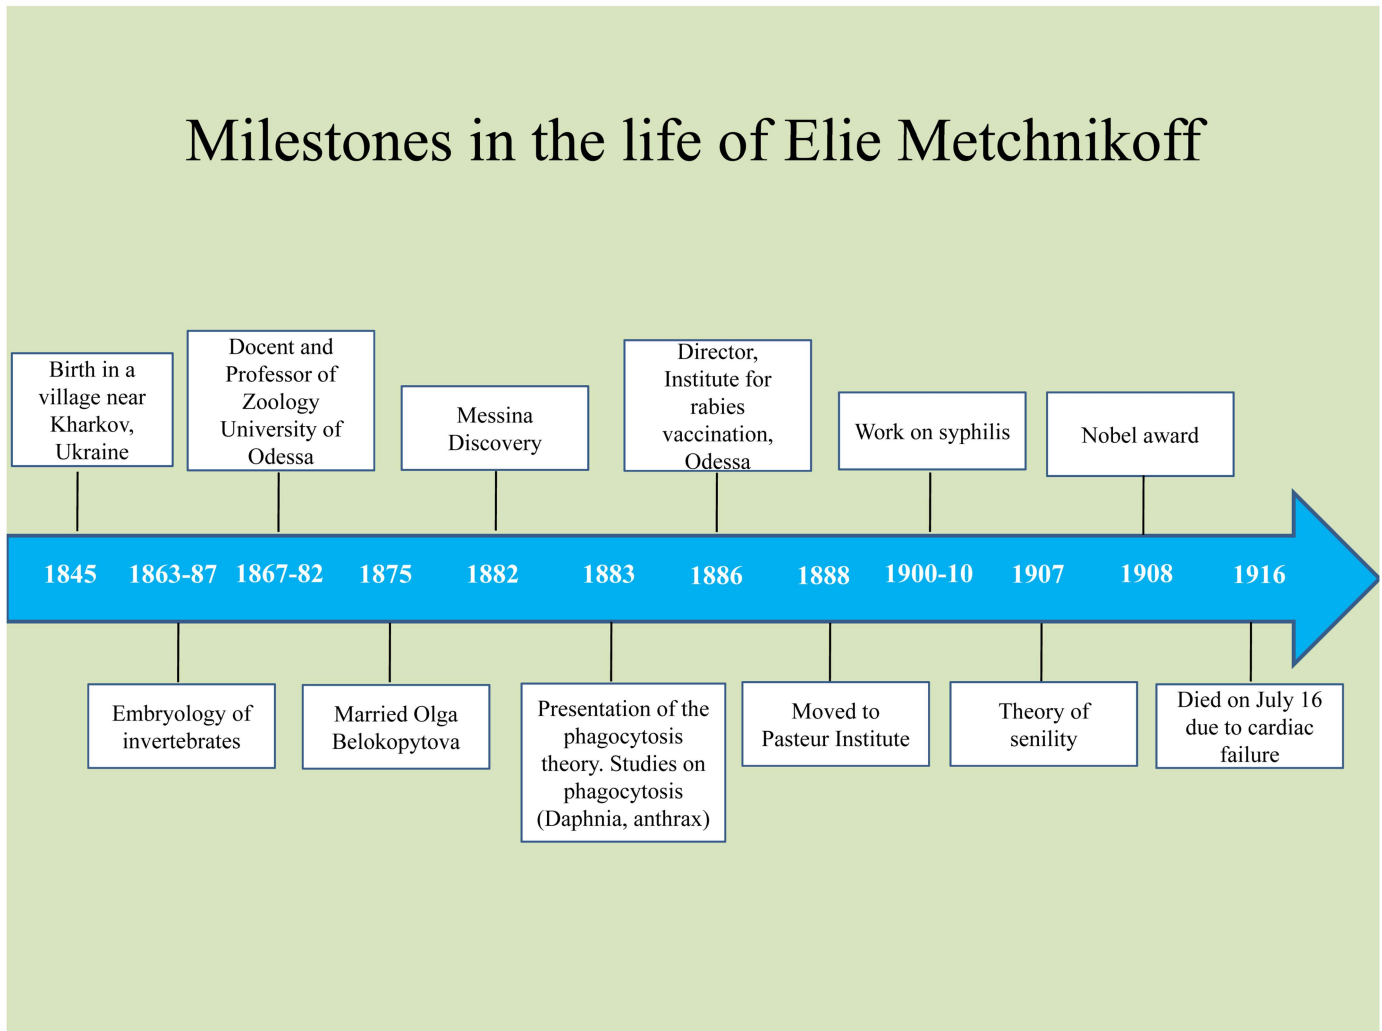 Milestones in the life of Elie Metchnikoff
Birth in a
village near
Kharkov,
Ukraine
Docent and
Professor of
Zoology
University of
Odessa
Messina
Discovery
Director,
Institute for
rabies
vaccination,
Odessa
Work on syphilis
Nobel award
1845 1863-87 1867-82 1875 1882 1883 1886 1888 1900-10 1907 1908 1916
Embryology of
invertebrates
Married Olga
Belokopytova
Presentation of the
phagocytosis
theory. Studies on
phagocytosis
(Daphnia, anthrax)
Moved to
Pasteur Institute
Theory of
senility
Died on July 16
due to cardiac
failure